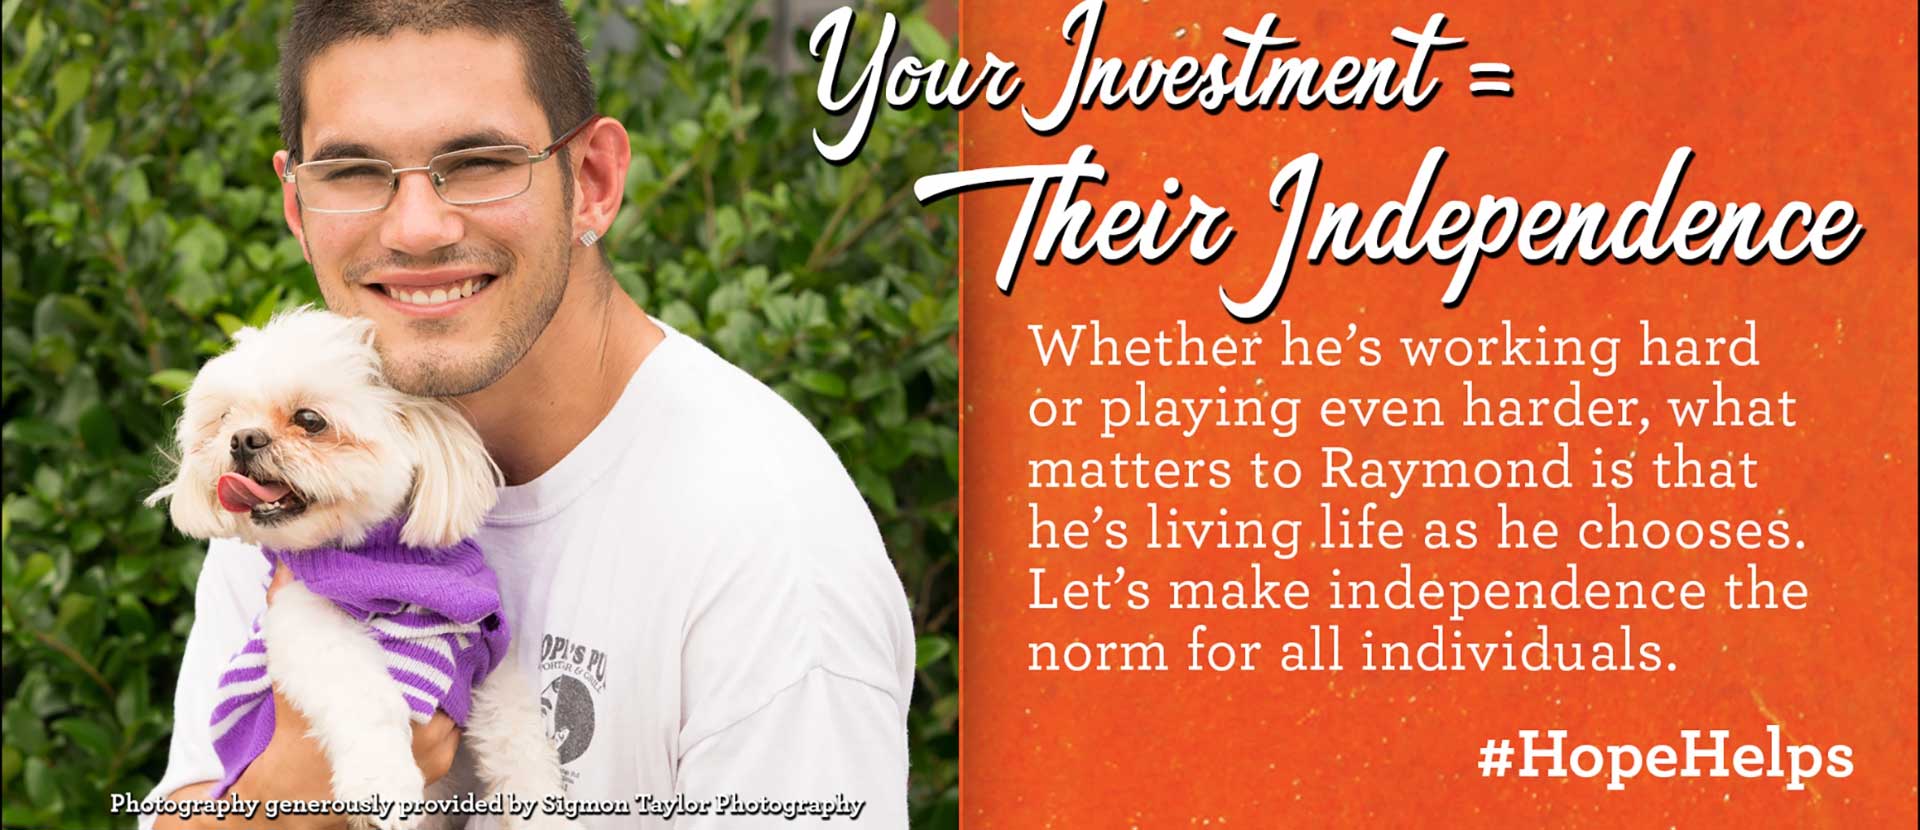 Your Investment =
Their Independence
Whether he’s working hard
or playing even harder, what
matters to Raymond is that
he’s living life as he chooses.
Let’s make independence the
norm for all individuals.
#HopeHelps
Photography generously provided by Sigmon Taylor Photography